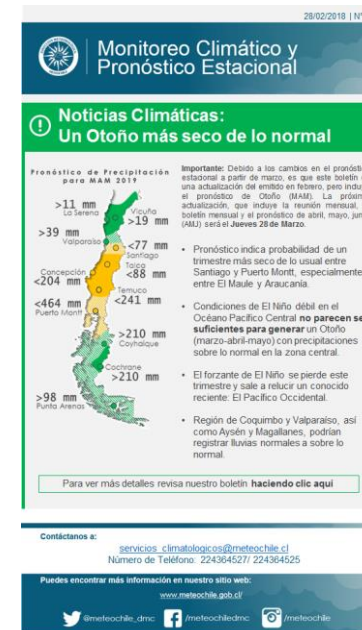 28/02/2018 | N°
Monitoreo Climático y
Pronóstico Estacional
Noticias Climáticas:
Un Otoño más seco de lo normal
Pronóstico de Precipitación
para MAM 2019
>11 mm
La Serena
Vicuña
>19 mm
>39 mm
Valparaíso
<77 mm
Santiago
Talca
<88 mm
Concepción
<204 mm
Temuco
<241 mm
<464 mm
Puerto Montt
>210 mm
Coyhaique
Cochrane
>210 mm
>98 mm
Punta Arenas
Importante: Debido a los cambios en el pronóstic
estacional a partir de marzo, es que este boletín
una actualización del emitido en febrero, pero inclu
el pronóstico de Otoño (MAM). La próxim
actualización, que incluye la reunión mensual,
boletín mensual y el pronóstico de abril, mayo, jun
(AMJ) será el Jueves 28 de Marzo.
• Pronóstico indica probabilidad de un
trimestre más seco de lo usual entre
Santiago y Puerto Montt, especialmente
entre El Maule y Araucanía.
• Condiciones de El Niño débil en el
Océano Pacífico Central no parecen se
suficientes para generar un Otoño
(marzo-abril-mayo) con precipitaciones
sobre lo normal en la zona central.
• El forzante de El Niño se pierde este
trimestre y sale a relucir un conocido
reciente: El Pacífico Occidental.
• Región de Coquimbo y Valparaíso, así
como Aysén y Magallanes, podrían
registrar lluvias normales a sobre lo
normal.
Para ver más detalles revisa nuestro boletín haciendo clic aqui
Contáctanos a:
servicios_climatologicos@meteochile.cl
Número de Teléfono: 224364527/ 224364525
Puedes encontrar más información en nuestro sitio web:
www.meteochile.gob.cl/
@meteochile_dmc
/meteochiledmc
/meteochile